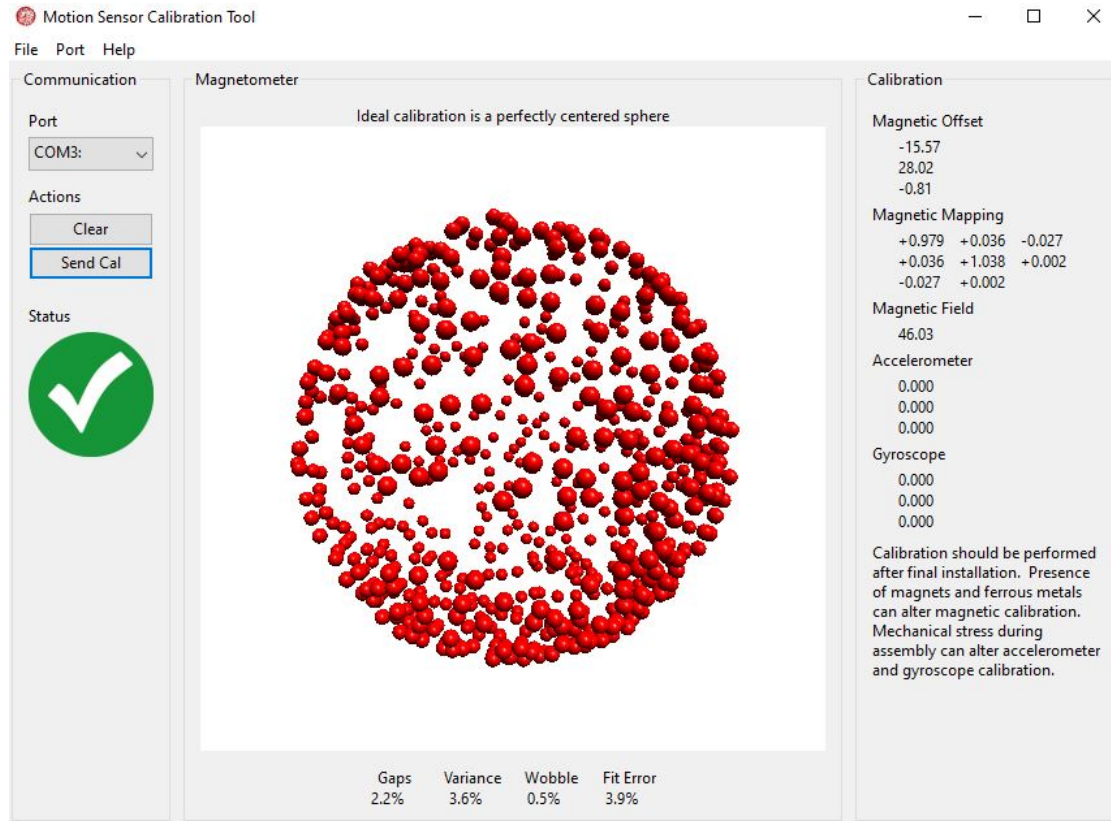 Motion Sensor Calibration Tool
File Port Help
Communication
Port
COM3:
Actions
Clear
Send Cal
Status
Magnetometer
Ideal calibration is a perfectly centered sphere
Gaps Variance Wobble Fit Error
2.2% 3.6% 0.5% 3.9%
Calibration
Magnetic Offset
-15.57
28.02
-0.81
Magnetic Mapping
+0.979 +0.036 -0.027
+0.036 +1.038 +0.002
-0.027 +0.002
Magnetic Field
46.03
Accelerometer
0.000
0.000
0.000
Gyroscope
0.000
0.000
0.000
Calibration should be performed
after final installation. Presence
of magnets and ferrous metals
can alter magnetic calibration.
Mechanical stress during
assembly can alter accelerometer
and gyroscope calibration.